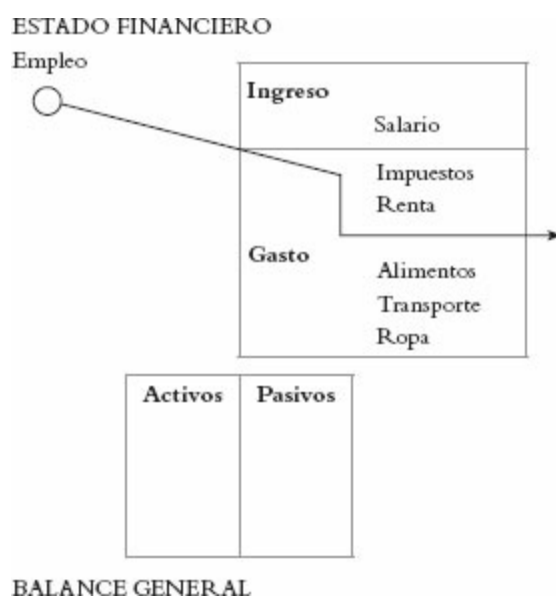 ESTADO FINANCIERO
Empleo
Ingreso
Salario
Impuestos
Renta
Gasto
Alimentos
Transporte
Ropa
Activos Pasivos
BALANCE GENERAL